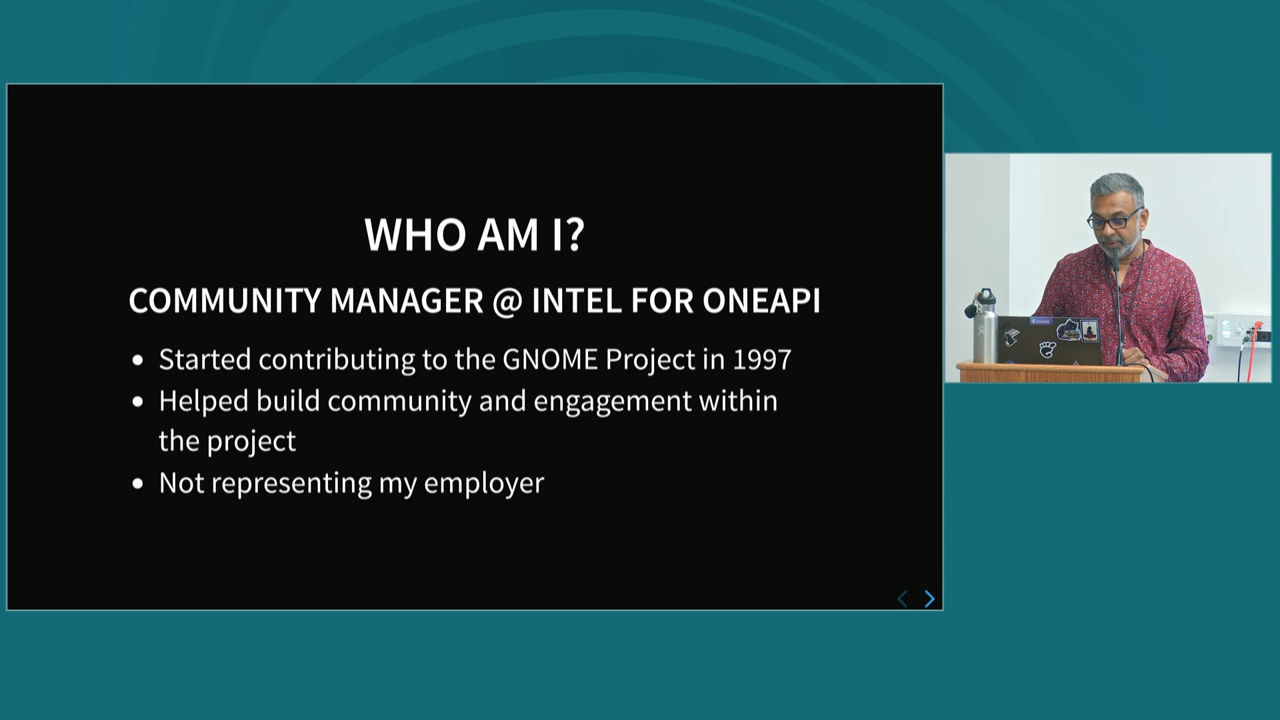 WHO AM I?
COMMUNITY MANAGER @ INTEL FOR ONEAPI
Started contributing to the GNOME Project in 1997
Helped build community and engagement within
the project
Not representing my employer